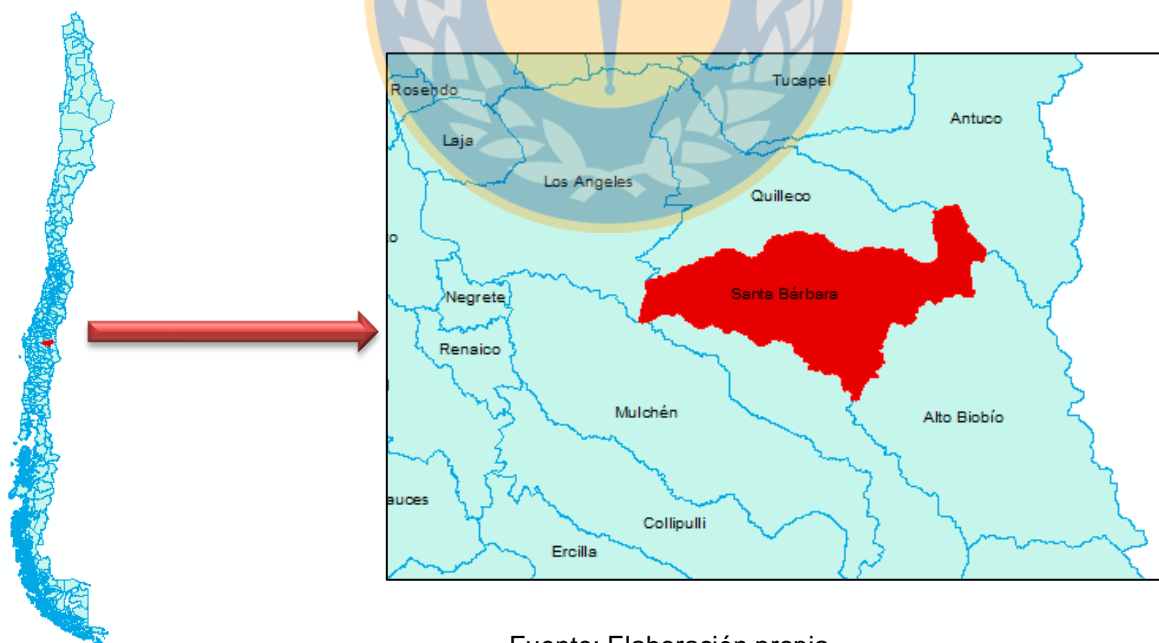 Tucapel
Rosendo
Antuco
Laja
Los Angeles
Quilleco
o
Santa Bárbara
Negrete
Renaico
Mulchén
Alto Biobío
auces
Collipulli
Ercilla
Fuente: Elaboración propia